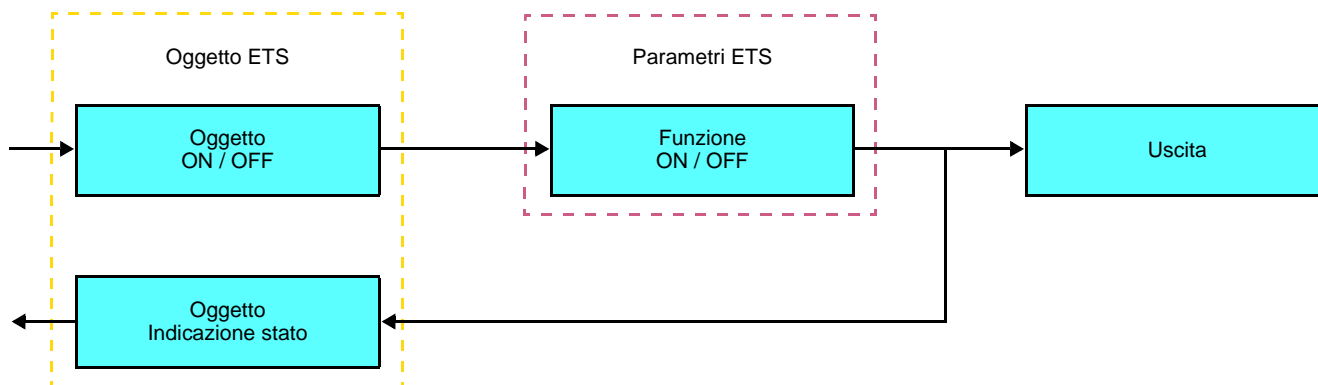 Oggetto ETS
Parametri ETS
Oggetto
ON / OFF
Funzione
ON / OFF
Uscita
Oggetto
Indicazione stato